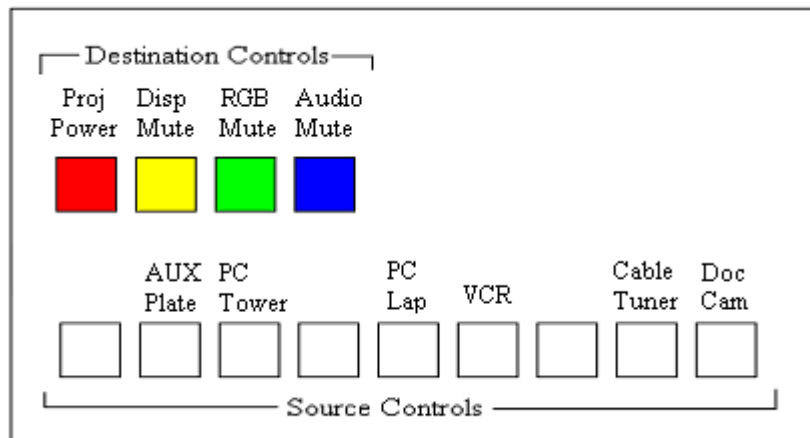 Destination Controls
Proj Disp RGB Audio
Power Mute Mute Mute
AUX PC PC VCR Cable Doc
Plate Tower Lap Tuner Cam
Source Controls